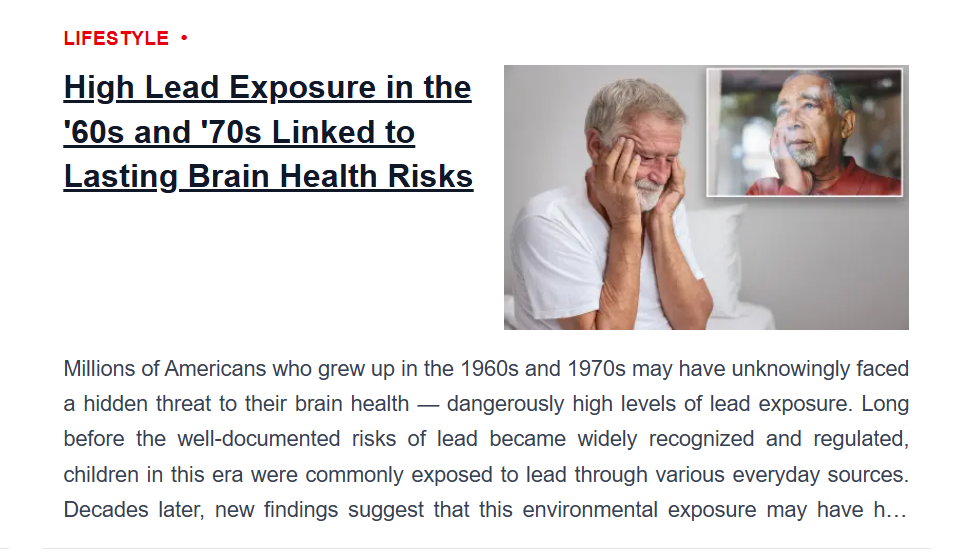 LIFESTYLE •
High Lead Exposure in the
'60s and '70s Linked to
Lasting Brain Health Risks
Millions of Americans who grew up in the 1960s and 1970s may have unknowingly faced
a hidden threat to their brain health — dangerously high levels of lead exposure. Long
before the well-documented risks of lead became widely recognized and regulated,
children in this era were commonly exposed to lead through various everyday sources.
Decades later, new findings suggest that this environmental exposure may have h…